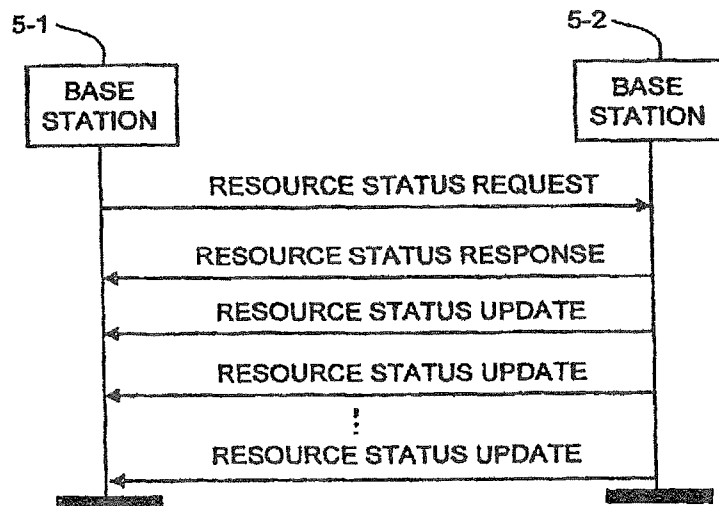 5-1
5-2
BASE
STATION
BASE
STATION
RESOURCE STATUS REQUEST
RESOURCE STATUS RESPONSE
RESOURCE STATUS UPDATE
RESOURCE STATUS UPDATE
RESOURCE STATUS UPDATE